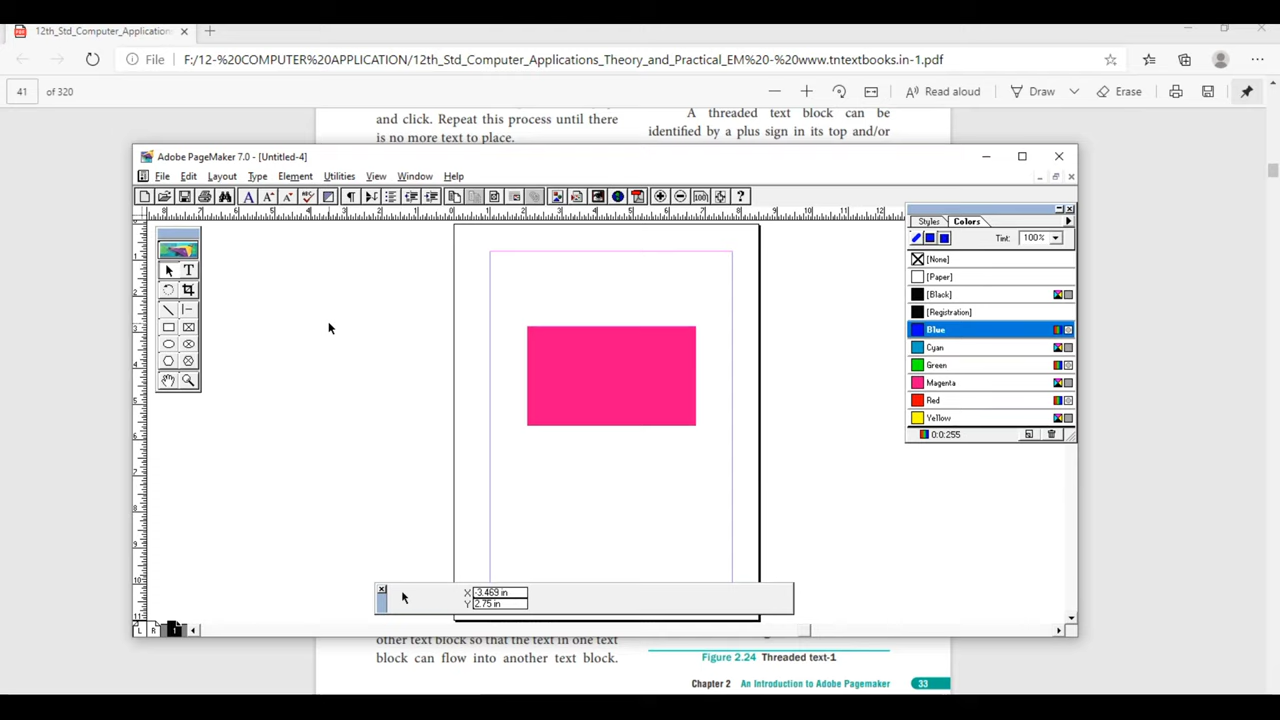 12th_Std_Computer_Applications
File F:/12-%20COMPUTER%20APPLICATION/12th_Std_Computer_Applications_Theory_and_Practical_EM%20-%20www.tntextbooks.in-1.pdf
41 of 320
Read aloud Draw Erase
and click. Repeat this process until there
is no more text to place.
A threaded text block can be
identified by a plus sign in its top and/or
Adobe PageMaker 7.0 - [Untitled-4]
File Edit Layout Type Element Utilities View Window Help
Styles Colors
Tint: 100%
[None]
[Paper]
[Black]
[Registration]
Blue
Cyan
Green
Magenta
Red
Yellow
0:0:255
X -3.469 in
Y 2.75 in
L R 1
other text block so that the text in one text
block can flow into another text block.
Figure 2.24 Threaded text-1
Chapter 2 An Introduction to Adobe Pagemaker 33